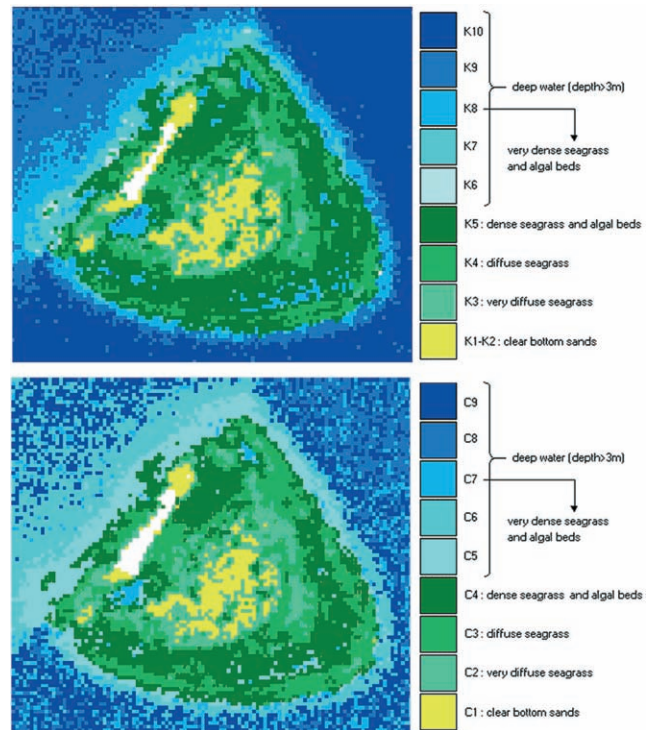 K10
K9
deep water (depth>3m)
K8
very dense seagrass
and algal beds
K7
K6
K5 : dense seagrass and algal beds
K4 : diffuse seagrass
K3 : very diffuse seagrass
K1-K2 : clear bottom sands
C9
C8
deep water (depth>3m)
C7
very dense seagrass
and algal beds
C6
C5
C4 : dense seagrass and algal beds
C3 : diffuse seagrass
C2 : very diffuse seagrass
C1 : clear bottom sands